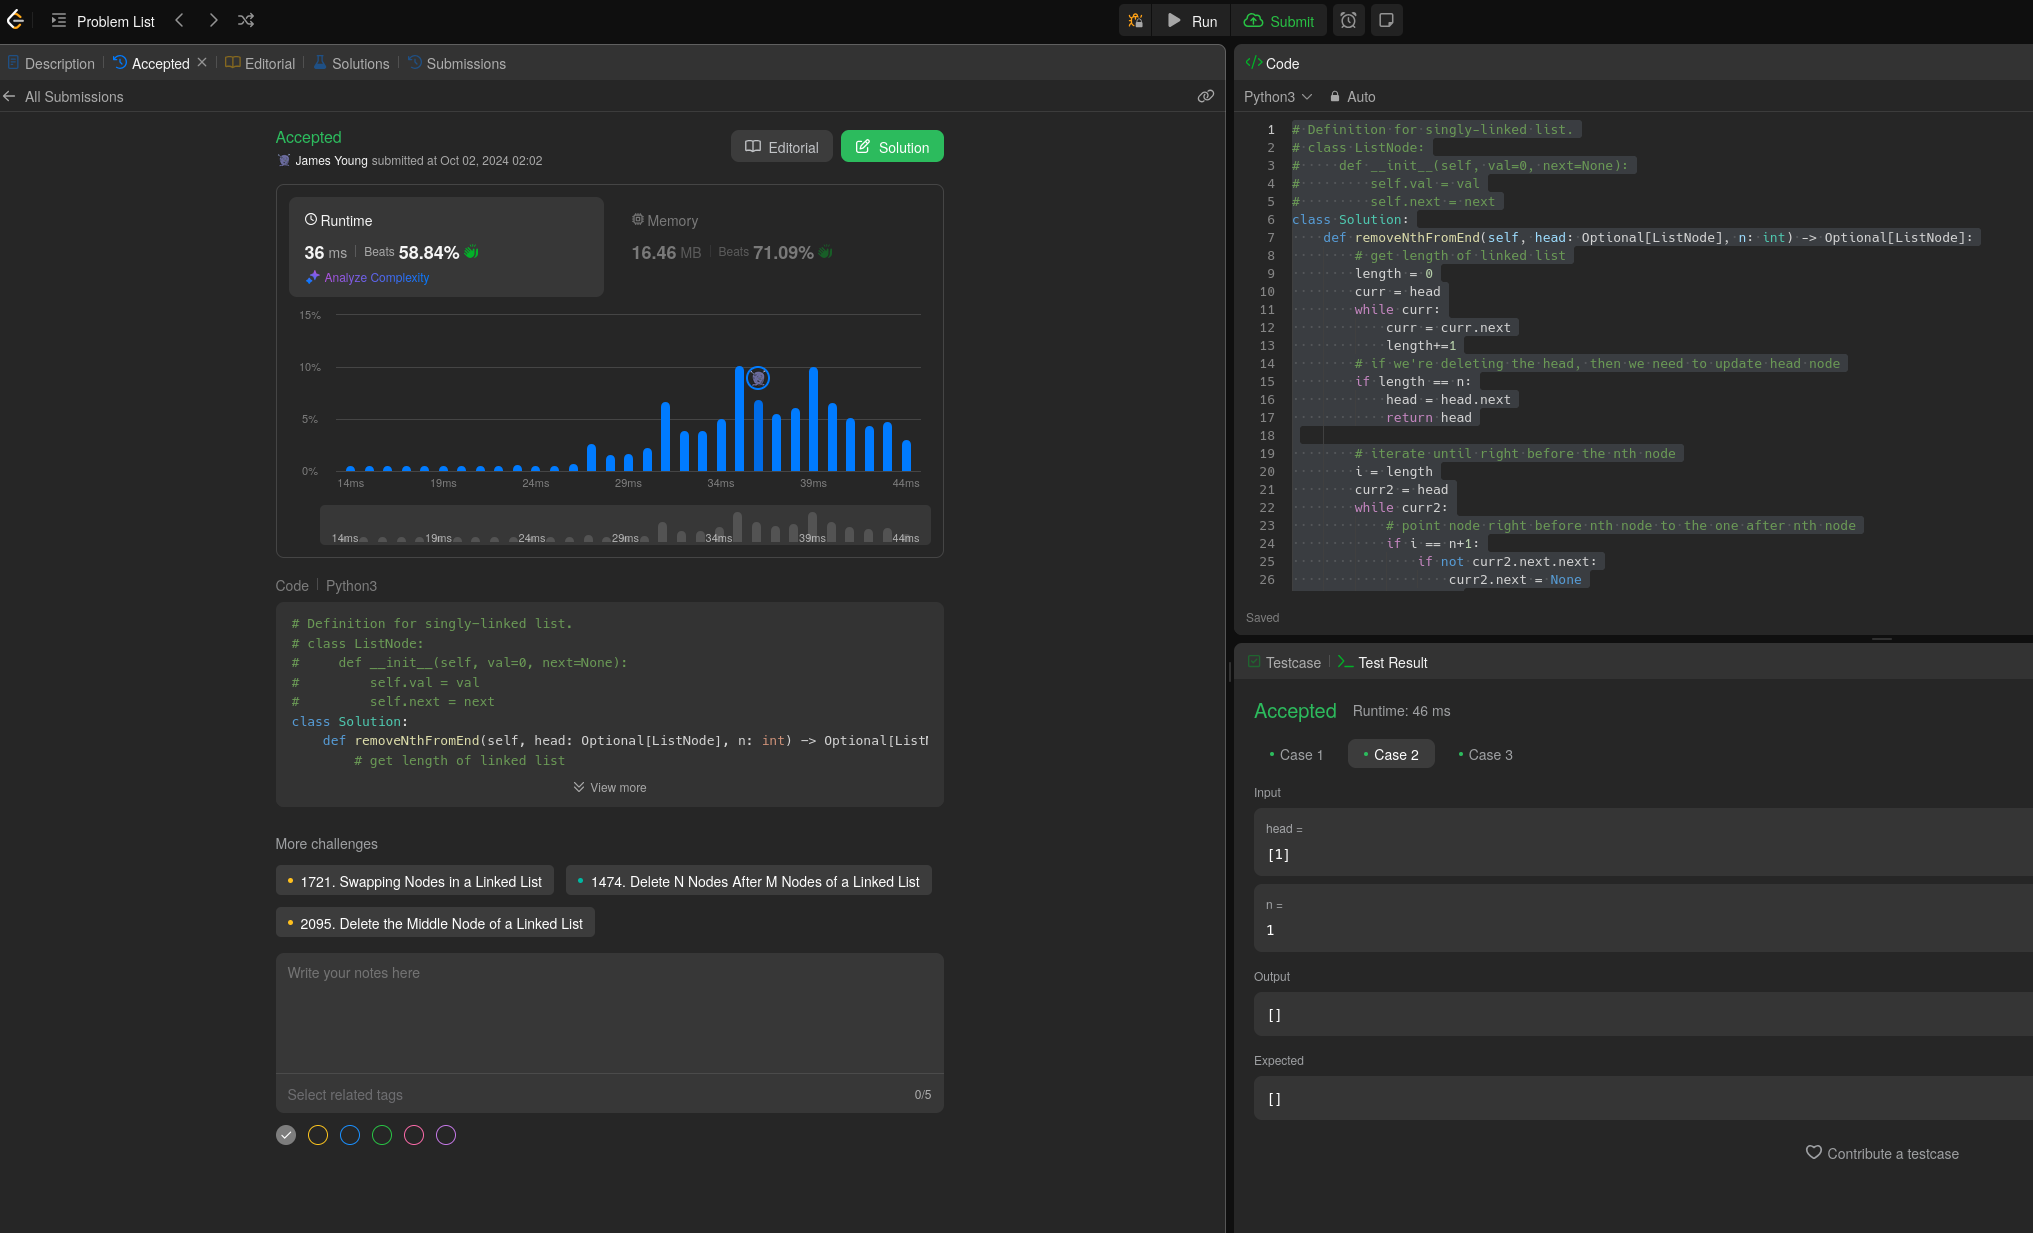 Problem List
Run
Submit
Description
Accepted
Editorial
Solutions
Submissions
All Submissions
Accepted
James Young submitted at Oct 02, 2024 02:02
Editorial
Solution
Runtime
36 ms
Beats 58.84%
Analyze Complexity
Memory
16.46 MB
Beats 71.09%
15%
10%
5%
0%
14ms 19ms 24ms 29ms 34ms 39ms 44ms
14ms 19ms 24ms 29ms 34ms 39ms 44ms
Code
Python3
# Definition for singly-linked list.
# class ListNode:
#     def __init__(self, val=0, next=None):
#         self.val = val
#         self.next = next
class Solution:
    def removeNthFromEnd(self, head: Optional[ListNode], n: int) -> Optional[ListN
        # get length of linked list
View more
More challenges
1721. Swapping Nodes in a Linked List
1474. Delete N Nodes After M Nodes of a Linked List
2095. Delete the Middle Node of a Linked List
Write your notes here
Select related tags
0/5
</> Code
Python3
Auto
1 # Definition for singly-linked list.
2 # class ListNode:
3 #     def __init__(self, val=0, next=None):
4 #         self.val = val
5 #         self.next = next
6 class Solution:
7     def removeNthFromEnd(self, head: Optional[ListNode], n: int) -> Optional[ListNode]:
8         # get length of linked list
9         length = 0
10         curr = head
11         while curr:
12             curr = curr.next
13             length+=1
14         # if we're deleting the head, then we need to update head node
15         if length == n:
16             head = head.next
17             return head
18
19         # iterate until right before the nth node
20         i = length
21         curr2 = head
22         while curr2:
23             # point node right before nth node to the one after nth node
24             if i == n+1:
25                 if not curr2.next.next:
26                     curr2.next = None
Saved
Testcase
Test Result
Accepted
Runtime: 46 ms
Case 1
Case 2
Case 3
Input
head =
[1]
n =
1
Output
[]
Expected
[]
Contribute a testcase